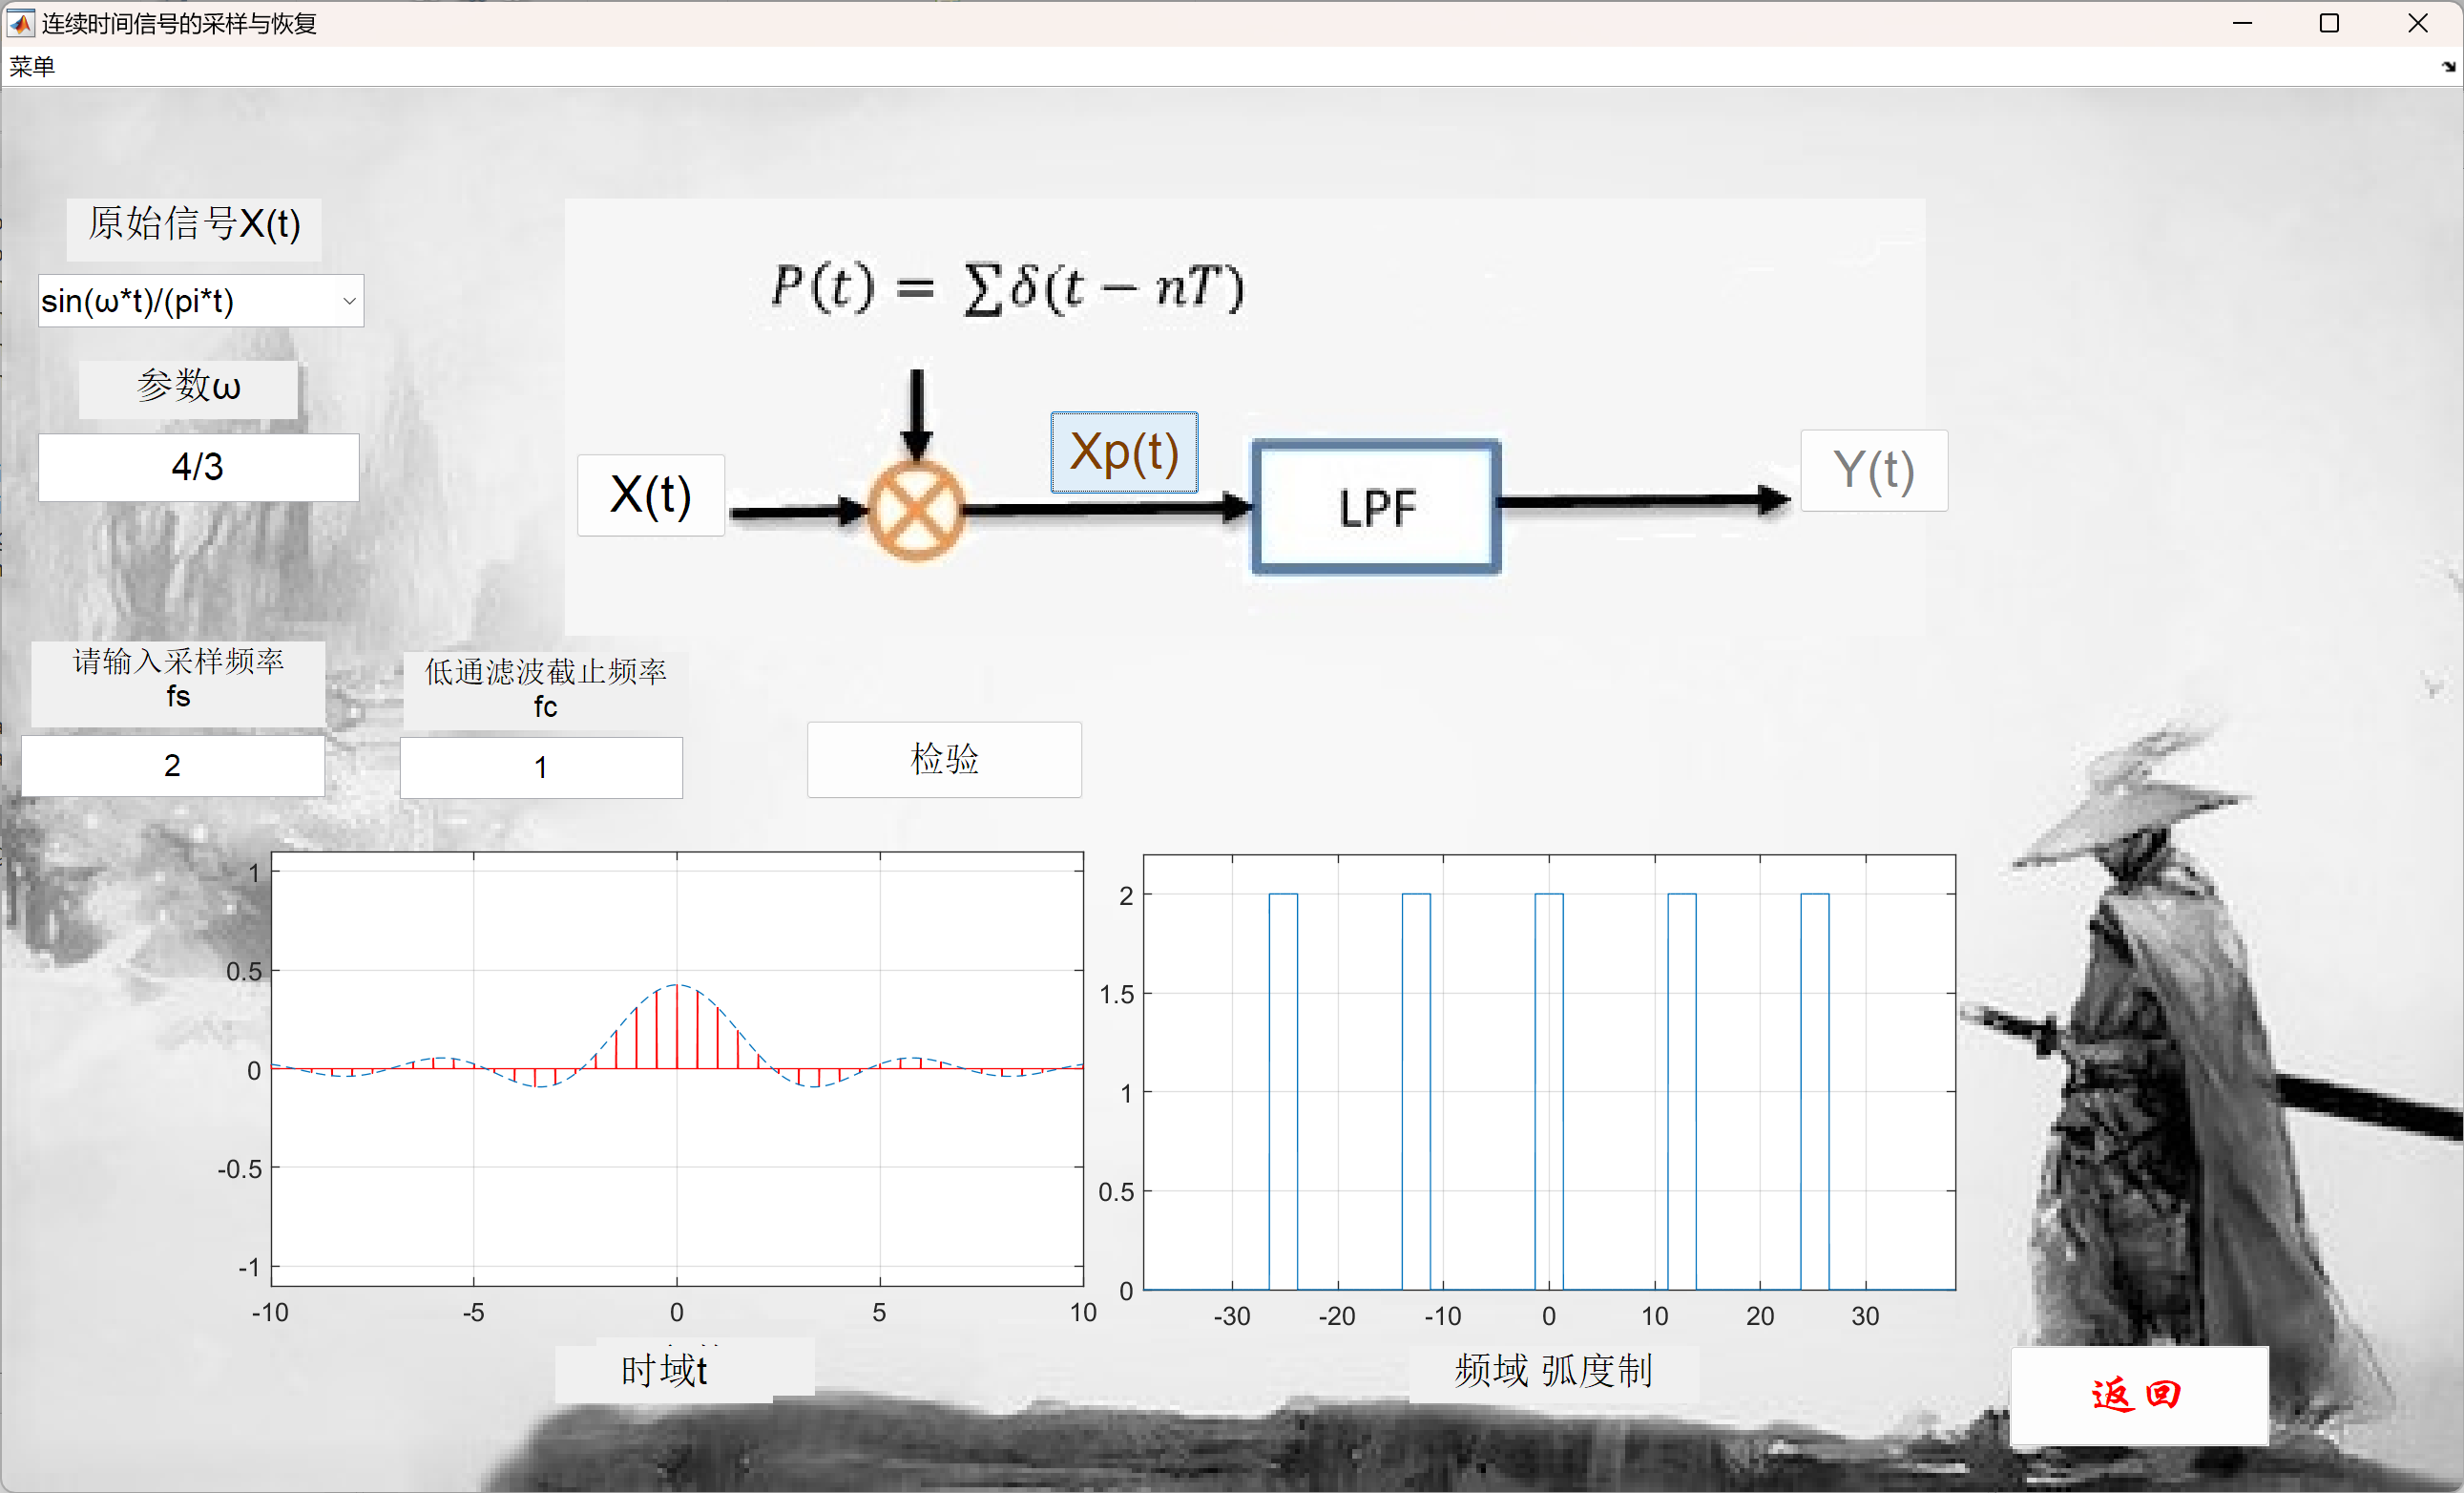 连续时间信号的采样与恢复
菜单
原始信号X(t)
sin(ω*t)/(pi*t)
参数ω
4/3
P(t) = ∑δ(t − nT)
X(t)
Xp(t)
LPF
Y(t)
请输入采样频率
fs
2
低通滤波截止频率
fc
1
检验
1
0.5
0
-0.5
-1
-10 -5 0 5 10
时域t
2
1.5
1
0.5
0
-30 -20 -10 0 10 20 30
频域 弧度制
返回